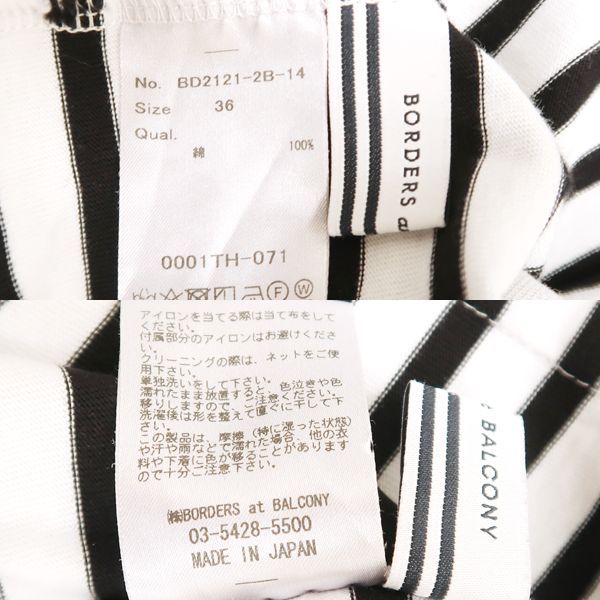 No. BD2121-2B-14
Size 36
Qual.
綿 100%
0001TH-071
F W
BORDERS at
アイロンを当てる際は当て布をして
ください。
付属部分のアイロンはお避けくださ
い。
クリーニングの際は、ネットをご使
用下さい。
単独洗いをして下さい。色泣きや色
移りしますので、ご注意ください。
濡れたまま放置すると、
洗濯後は形を整えて直ぐに干して下
さい。
この製品は、摩擦（特に湿った状態）
や汗や雨などで濡れた場合、他の衣
料や下着に色が移ることがあります
ので十分ご注意下さい。
㈱BORDERS at BALCONY
03-5428-5500
MADE IN JAPAN
BALCONY